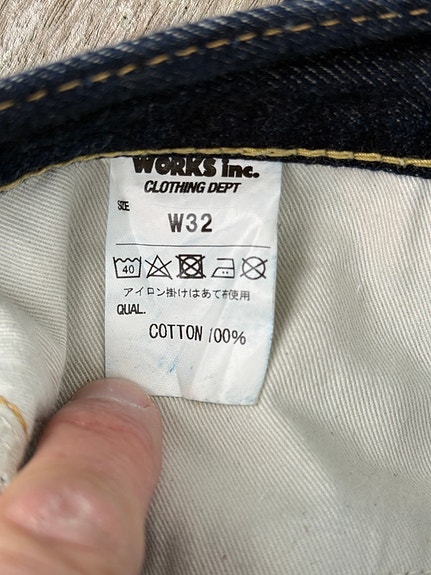 WORKS inc.
CLOTHING DEPT
SIZE
W32
40
アイロン掛けはあて布使用
QUAL.
COTTON 100%